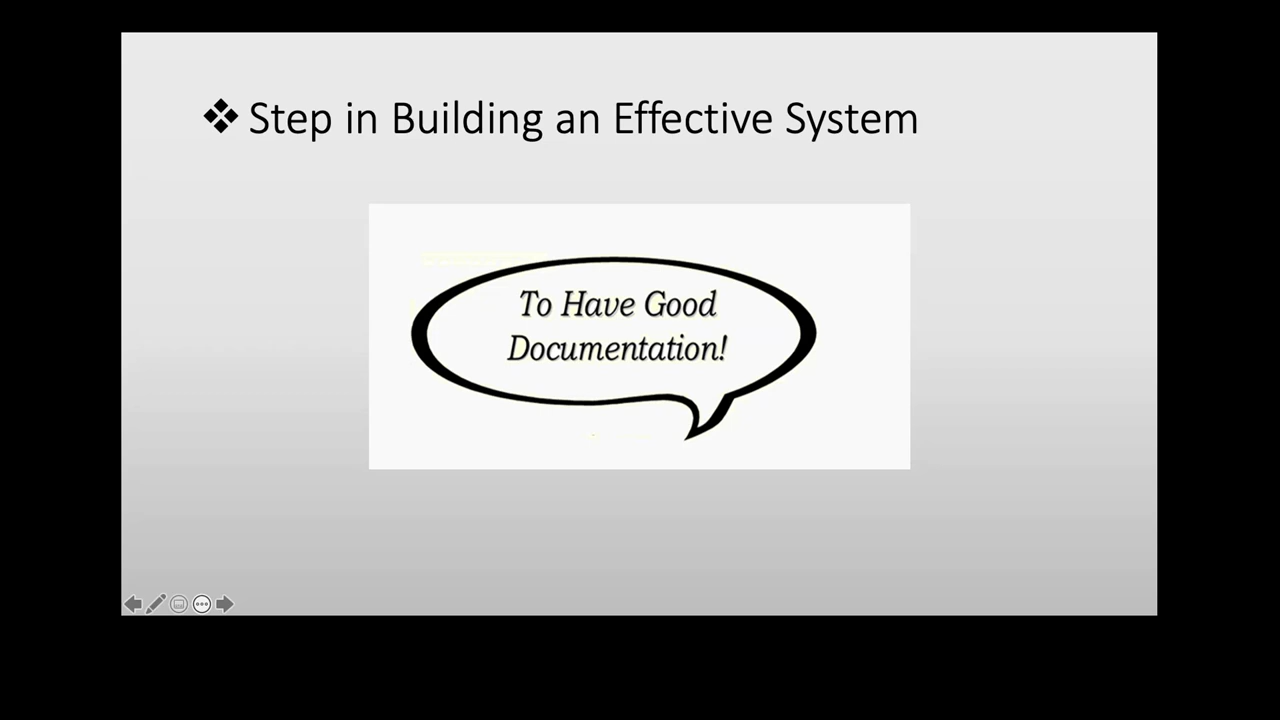 ❖ Step in Building an Effective System
To Have Good
Documentation!